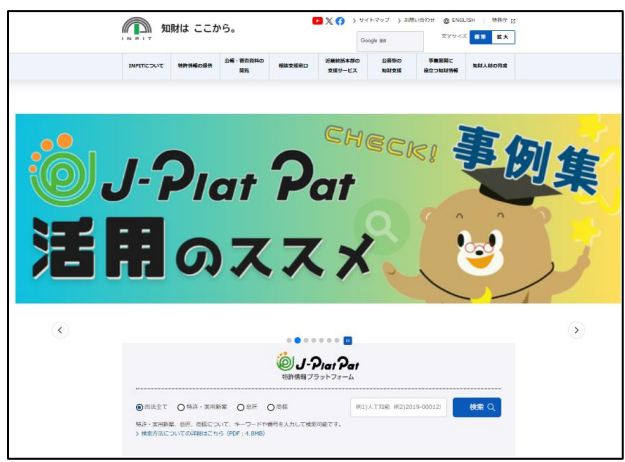 INPIT
知財は ここから。
サイトマップ お問い合わせ ENGLISH 特許庁
Google 提供
文字サイズ 標準 拡大
INPITについて 特許情報の提供 公報・審査資料の閲覧 相談支援窓口 近畿統括本部の支援サービス 公募等の知財支援 事業展開に役立つ知財情報 知財人材の育成
CHECK! 事例集
J-Plat Pat
活用のススメ
J-Plat Pat
特許情報プラットフォーム
四法全て 特許・実用新案 意匠 商標 例1)人工知能 例2)2019-00012 検索
特許・実用新案、意匠、商標について、キーワードや番号を入力して検索可能です。
検索方法についての詳細はこちら (PDF：4.8MB)